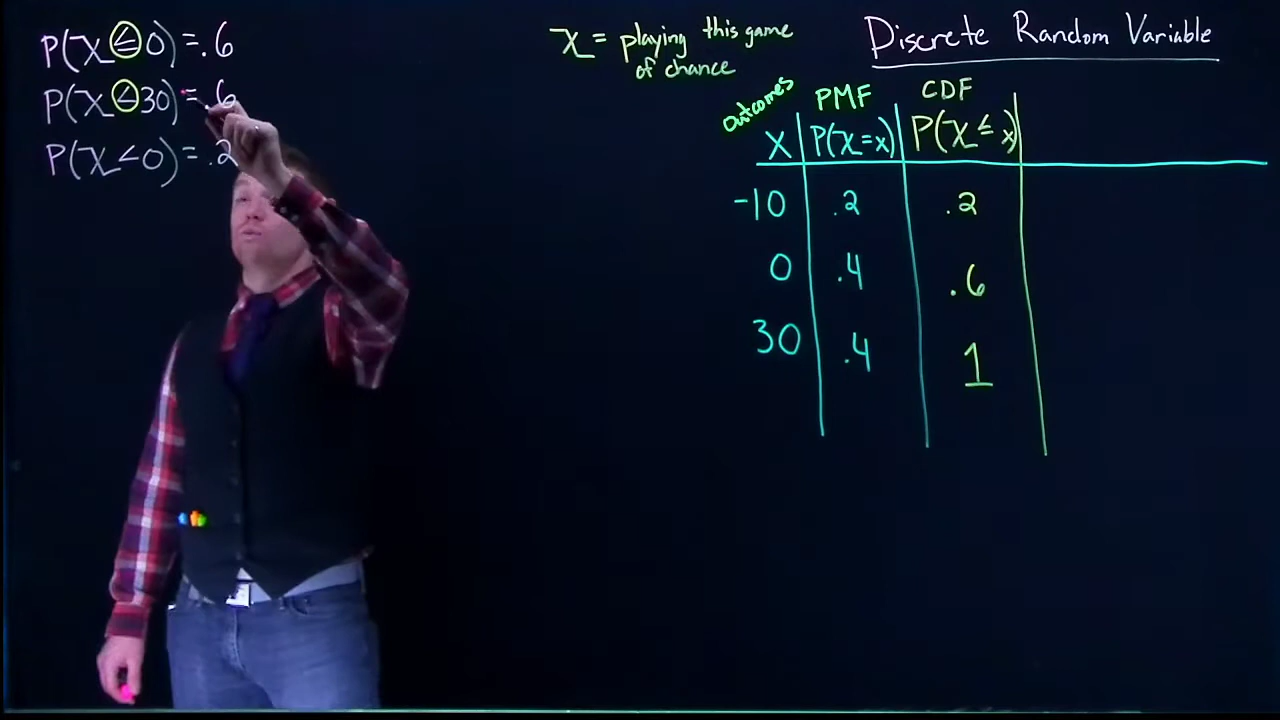 P(X≤0)=.6
P(X<30)=.6
P(X<0)=.2
X = playing this game
of chance
Discrete Random Variable
Outcomes PMF CDF
X P(X=x) P(X≤x)
-10 .2 .2
0 .4 .6
30 .4 1